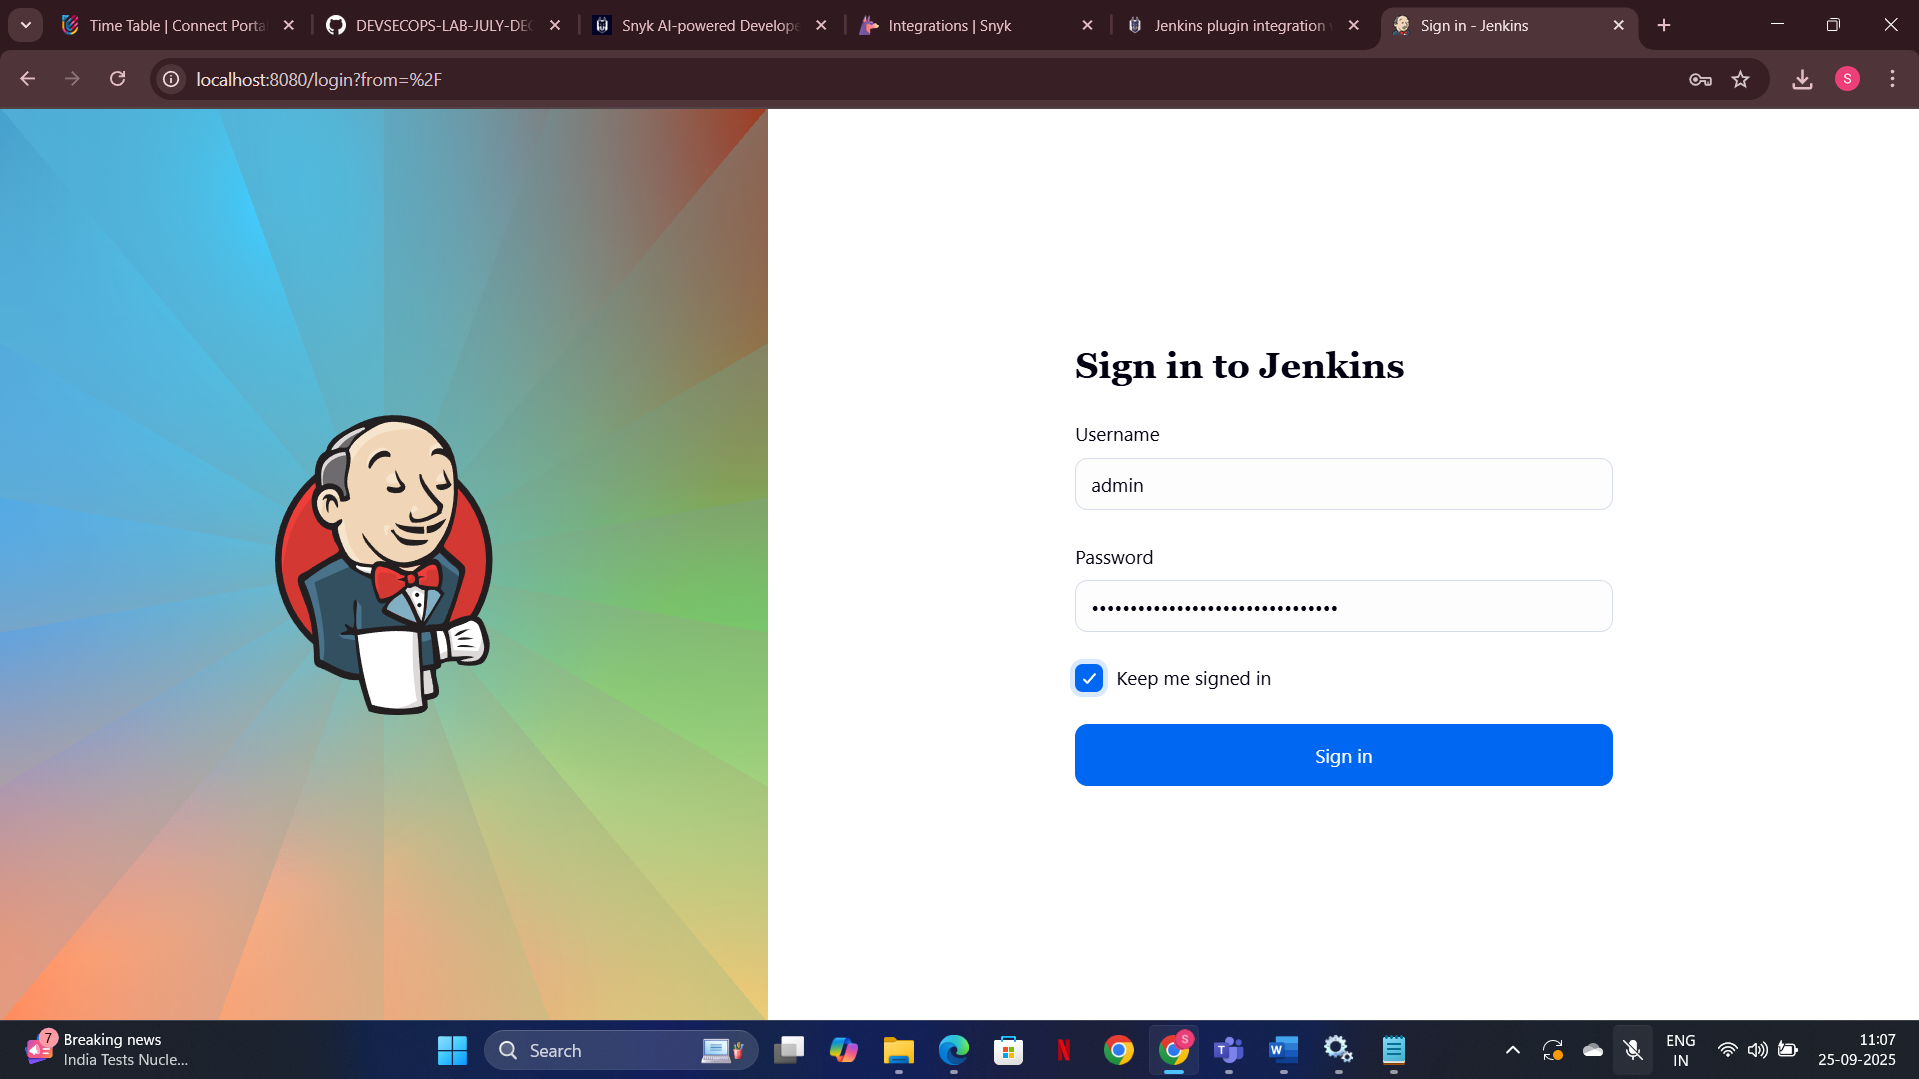 Time Table | Connect Porta
DEVSECOPS-LAB-JULY-DEC
Snyk AI-powered Develope
Integrations | Snyk
Jenkins plugin integration
Sign in - Jenkins
localhost:8080/login?from=%2F
S
Sign in to Jenkins
Username
admin
Password
••••••••••••••••••••••••••••••••
Keep me signed in
Sign in
7
Breaking news
India Tests Nucle...
Search
N
S
T
W
ENG
IN
11:07
25-09-2025